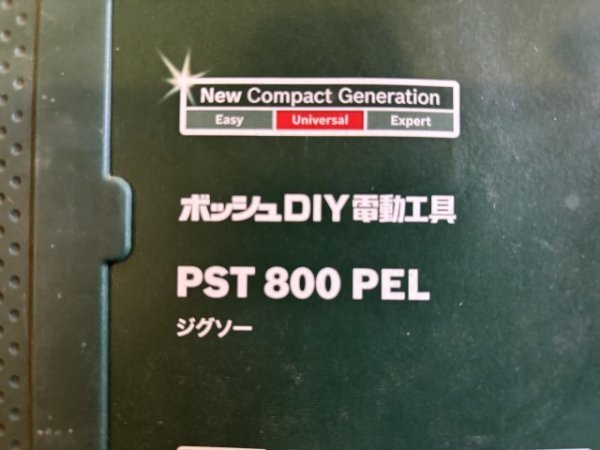 New Compact Generation
Easy Universal Expert
ボッシュDIY電動工具
PST 800 PEL
ジグソー